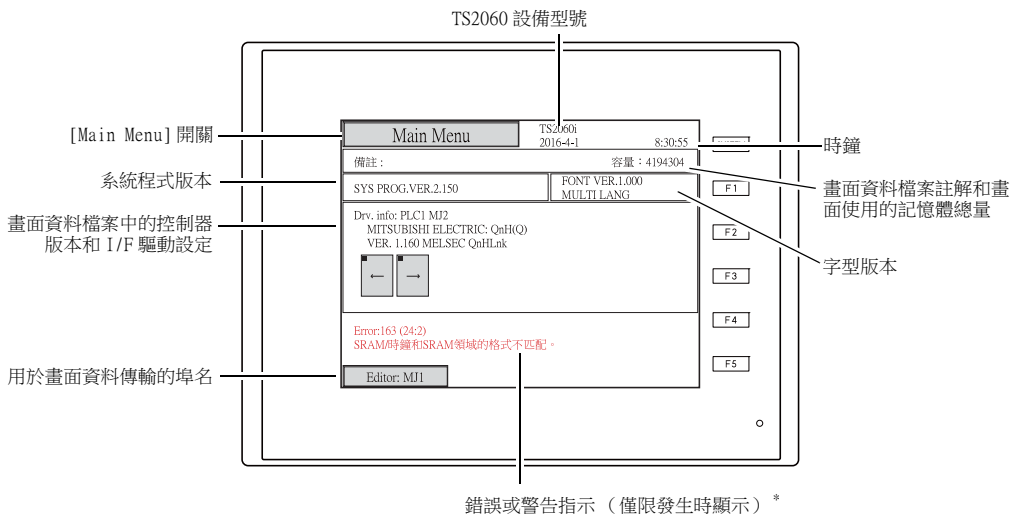 TS2060 設備型號
[Main Menu] 開關
Main Menu
TS2060i
2016-4-1
8:30:55
時鐘
備註 :
容量：4194304
系統程式版本
SYS PROG.VER.2.150
FONT VER.1.000
MULTI LANG
F1
畫面資料檔案註解和畫
面使用的記憶體總量
畫面資料檔案中的控制器
版本和 I/F 驅動設定
Drv. info: PLC1 MJ2
MITSUBISHI ELECTRIC: QnH(Q)
VER. 1.160 MELSEC QnHLnk
F2
字型版本
← →
F3
F4
Error:163 (24:2)
SRAM/時鐘和SRAM領域的格式不匹配。
F5
用於畫面資料傳輸的埠名
Editor: MJ1
錯誤或警告指示（僅限發生時顯示）*